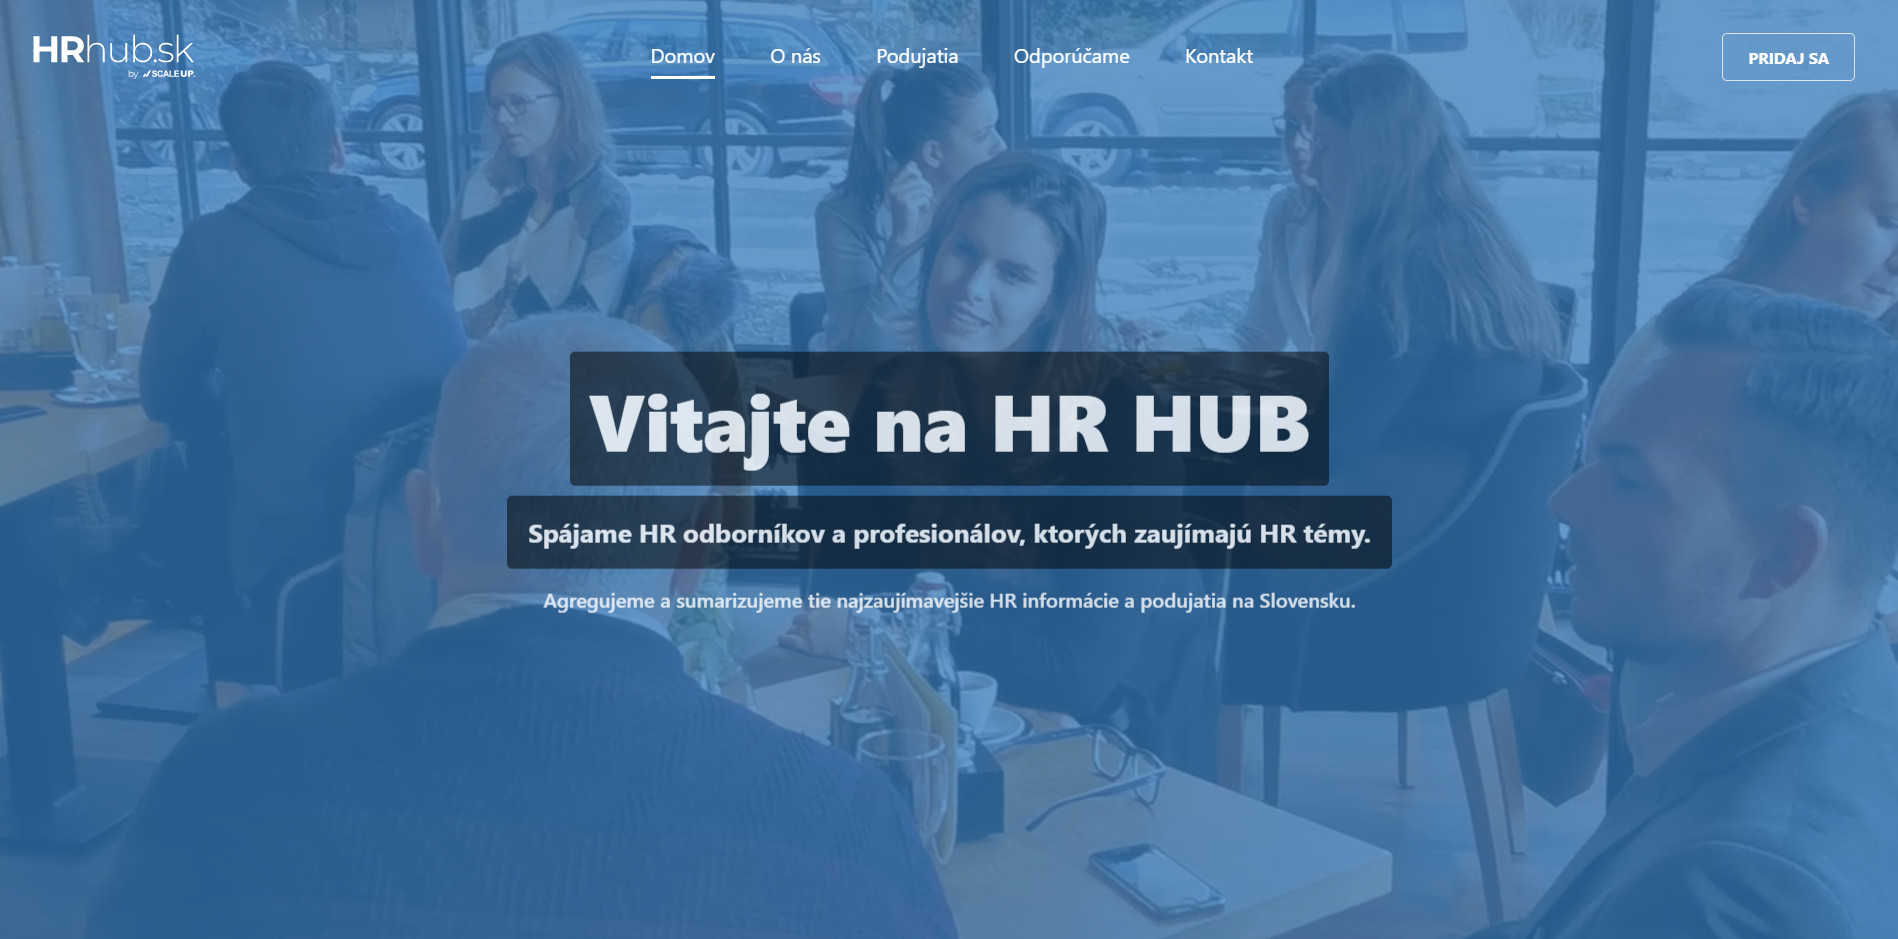 HRhub.sk
by SCALEUP.
Domov
O nás
Podujatia
Odporúčame
Kontakt
PRIDAJ SA
Vitajte na HR HUB
Spájame HR odborníkov a profesionálov, ktorých zaujímajú HR témy.
Agregujeme a sumarizujeme tie najzaujímavejšie HR informácie a podujatia na Slovensku.